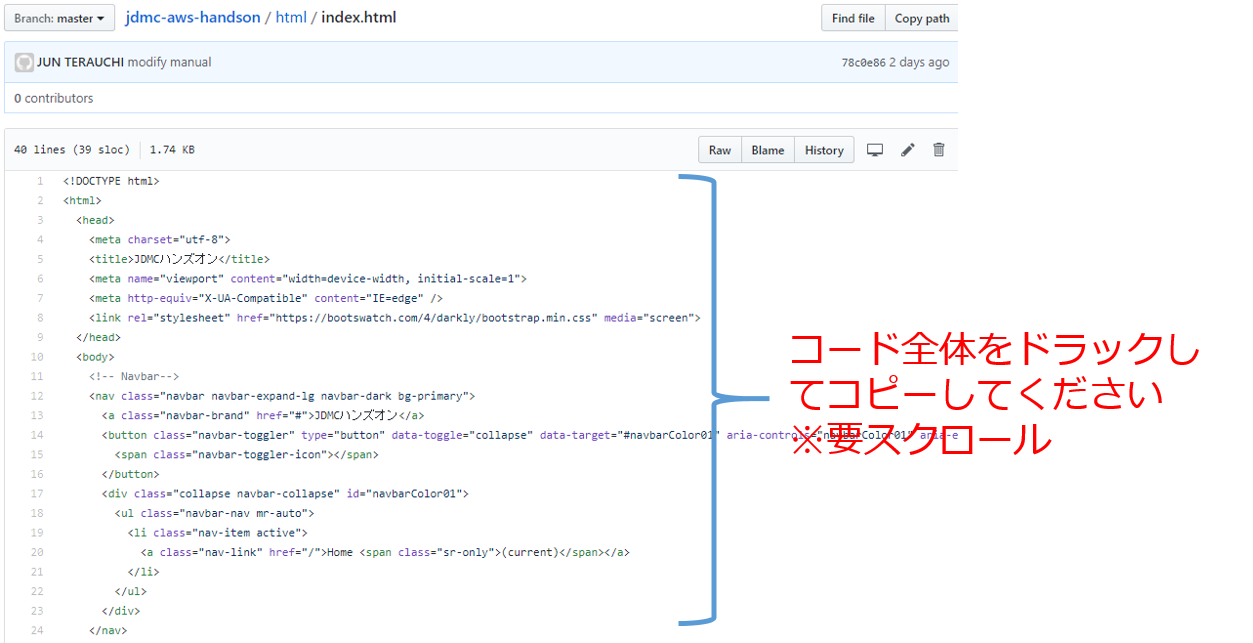 Branch: master jdmc-aws-handson / html / index.html Find file Copy path
JUN TERAUCHI modify manual 78c0e86 2 days ago
0 contributors
40 lines (39 sloc) 1.74 KB Raw Blame History
1 <!DOCTYPE html>
2 <html>
3 <head>
4 <meta charset="utf-8">
5 <title>JDMCハンズオン</title>
6 <meta name="viewport" content="width=device-width, initial-scale=1">
7 <meta http-equiv="X-UA-Compatible" content="IE=edge" />
8 <link rel="stylesheet" href="https://bootswatch.com/4/darkly/bootstrap.min.css" media="screen">
9 </head>
10 <body>
11 <!-- Navbar-->
12 <nav class="navbar navbar-expand-lg navbar-dark bg-primary">
13 <a class="navbar-brand" href="#">JDMCハンズオン</a>
14 <button class="navbar-toggler" type="button" data-toggle="collapse" data-target="#navbarColor01" aria-controls="navbarColor01" aria-e
15 <span class="navbar-toggler-icon"></span>
16 </button>
17 <div class="collapse navbar-collapse" id="navbarColor01">
18 <ul class="navbar-nav mr-auto">
19 <li class="nav-item active">
20 <a class="nav-link" href="/">Home <span class="sr-only">(current)</span></a>
21 </li>
22 </ul>
23 </div>
24 </nav>
コード全体をドラックし
てコピーしてください
※要スクロール